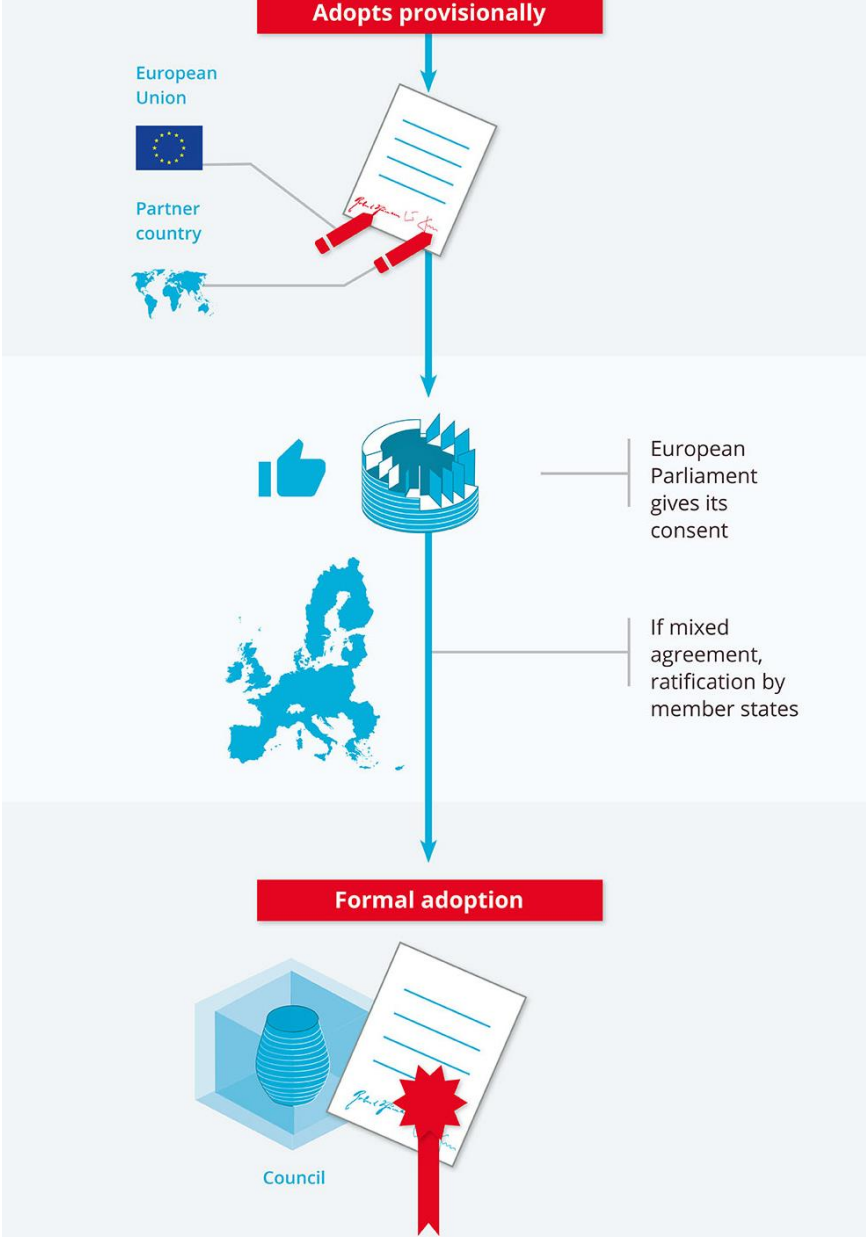 Adopts provisionally
European
Union
Partner
country
European
Parliament
gives its
consent
If mixed
agreement,
ratification by
member states
Formal adoption
Council